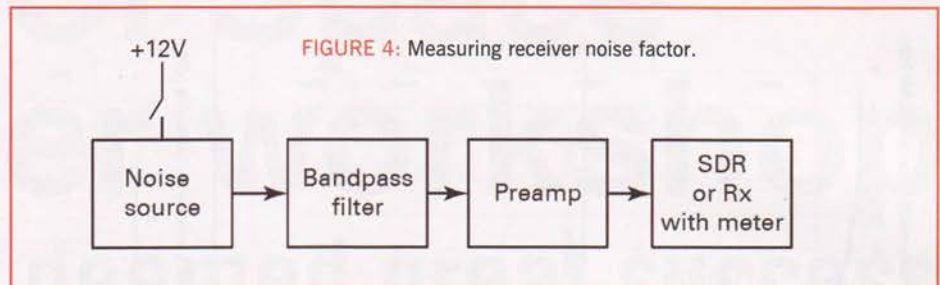 +12V
FIGURE 4: Measuring receiver noise factor.
Noise
source
Bandpass
filter
Preamp
SDR
or Rx
with meter